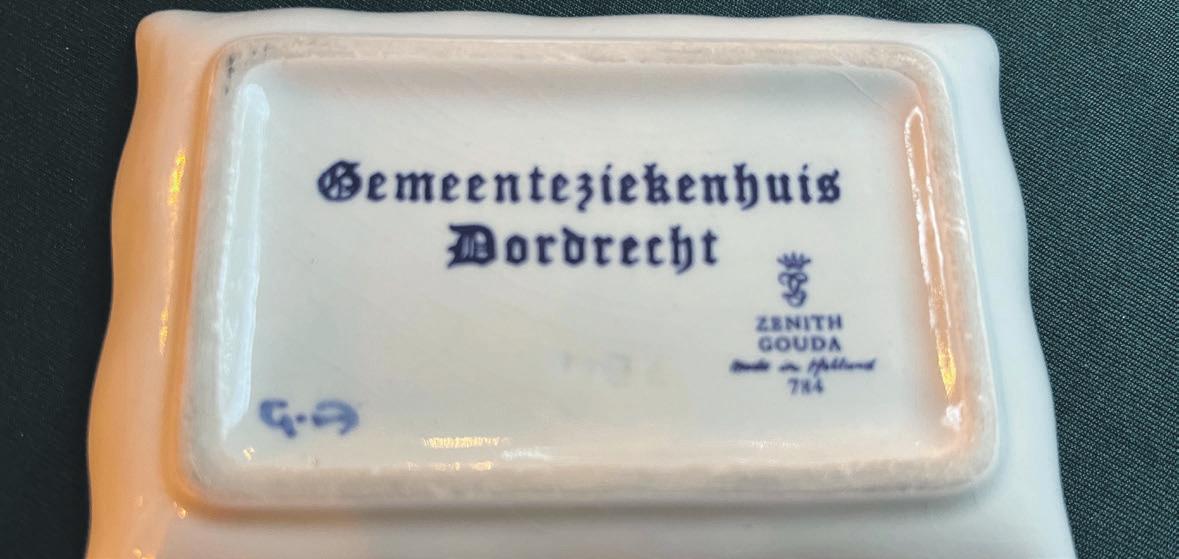 Gemeenteziekenhuis
Dordrecht
ZENITH
GOUDA
Made in Holland
784